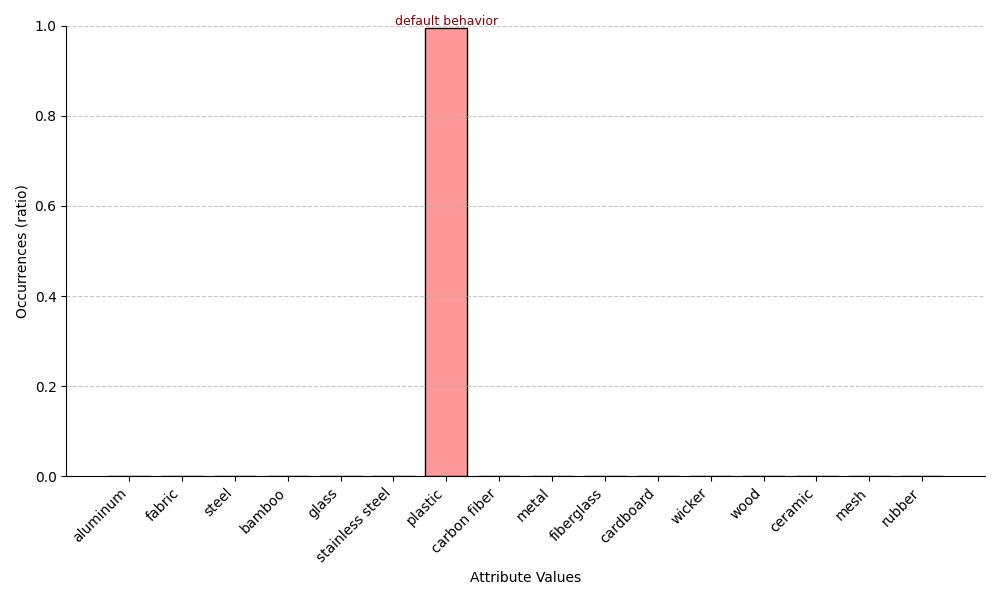 default behavior
1.0
0.8
0.6
0.4
0.2
0.0
Occurrences (ratio)
aluminum
fabric
steel
bamboo
glass
stainless steel
plastic
carbon fiber
metal
fiberglass
cardboard
wicker
wood
ceramic
mesh
rubber
Attribute Values